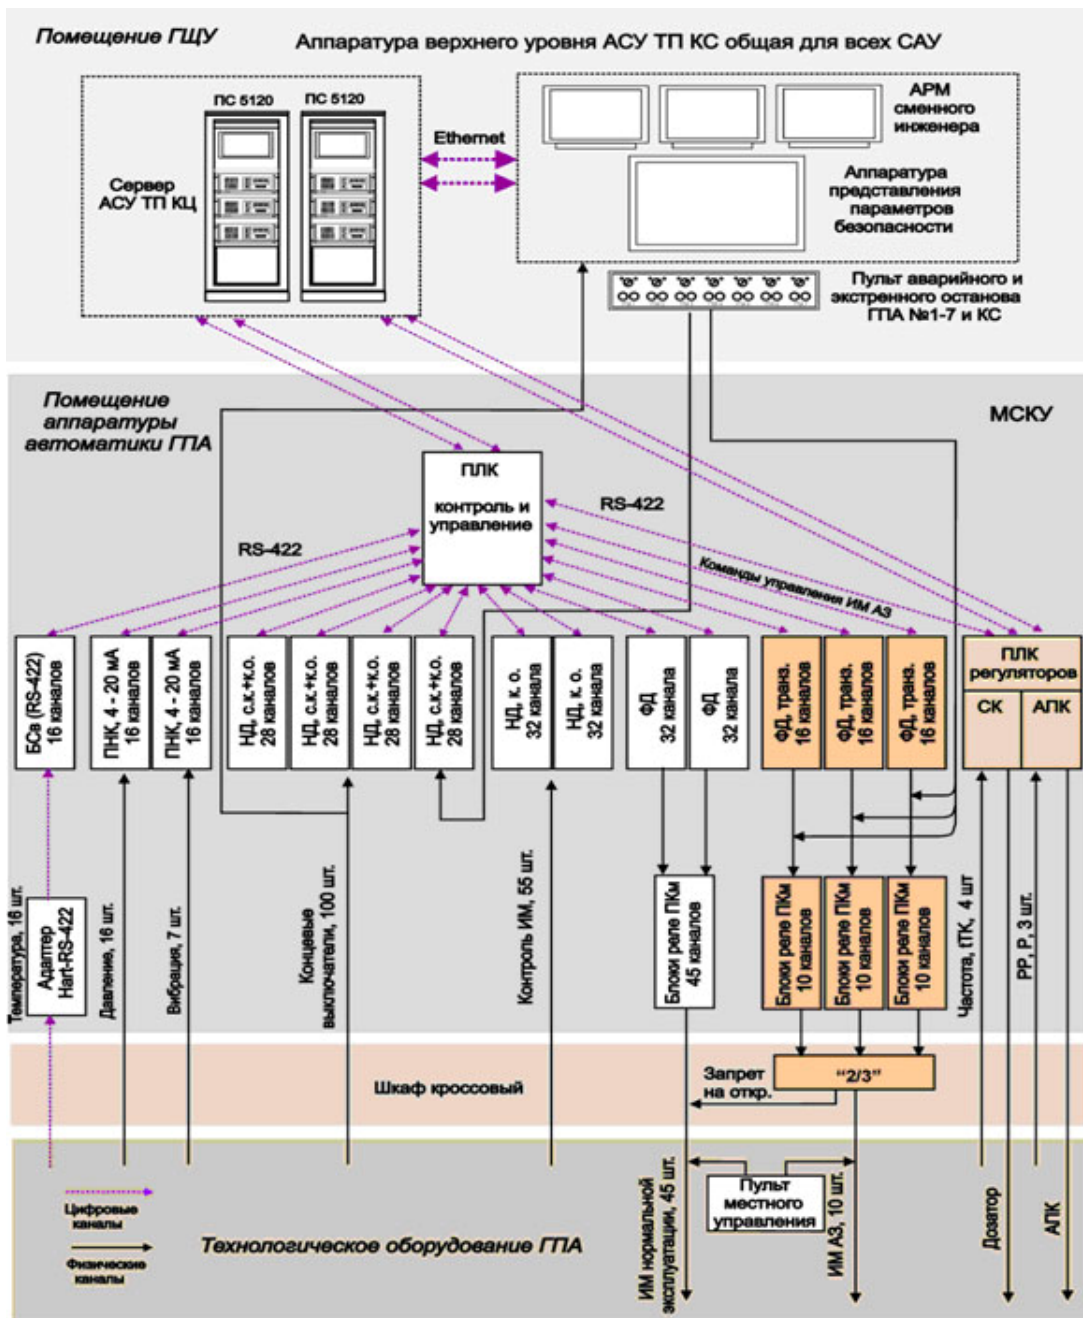 Помещение ГЩУ
Аппаратура верхнего уровня АСУ ТП КС общая для всех САУ
ПС 5120
ПС 5120
Сервер
АСУ ТП КЦ
Ethernet
АРМ
сменного
инженера
Аппаратура
представления
параметров
безопасности
Пульт аварийного и
экстренного останова
ГПА №1-7 и КС
Помещение
аппаратуры
автоматики ГПА
МСКУ
ПЛК
контроль и
управление
RS-422
RS-422
Команды управления ИМ АЗ
БСв (RS-422)
16 каналов
ПНК, 4 - 20 мА
16 каналов
ПНК, 4 - 20 мА
16 каналов
НД, с.к.+к.о.
28 каналов
НД, с.к.+к.о.
28 каналов
НД, с.к.+к.о.
28 каналов
НД, с.к.+к.о.
28 каналов
НД, к. о.
32 канала
НД, к. о.
32 канала
ФД
32 канала
ФД
32 канала
ФД, транз.
16 каналов
ФД, транз.
16 каналов
ФД, транз.
16 каналов
ПЛК
регуляторов
СК
АПК
Температура, 16 шт.
Адаптер
Hart-RS-422
Давление, 16 шт.
Вибрация, 7 шт.
Концевые
выключатели, 100 шт.
Контроль ИМ, 55 шт.
Блоки реле ПКм
45 каналов
Блоки реле ПКм
10 каналов
Блоки реле ПКм
10 каналов
Блоки реле ПКм
10 каналов
Частота, tТК, 4 шт
РР, Р, 3 шт.
Шкаф кроссовый
Запрет
на откр.
“2/3”
Цифровые
каналы
Физические
каналы
Технологическое оборудование ГПА
ИМ нормальной
эксплуатации, 45 шт.
Пульт
местного
управления
ИМ АЗ, 10 шт.
Дозатор
АПК